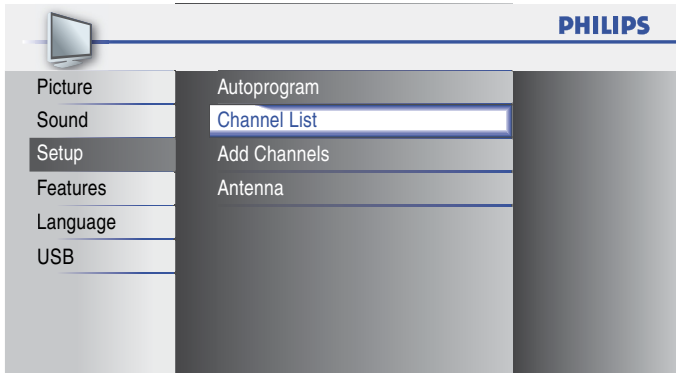 PHILIPS
Picture
Sound
Setup
Features
Language
USB
Autoprogram
Channel List
Add Channels
Antenna